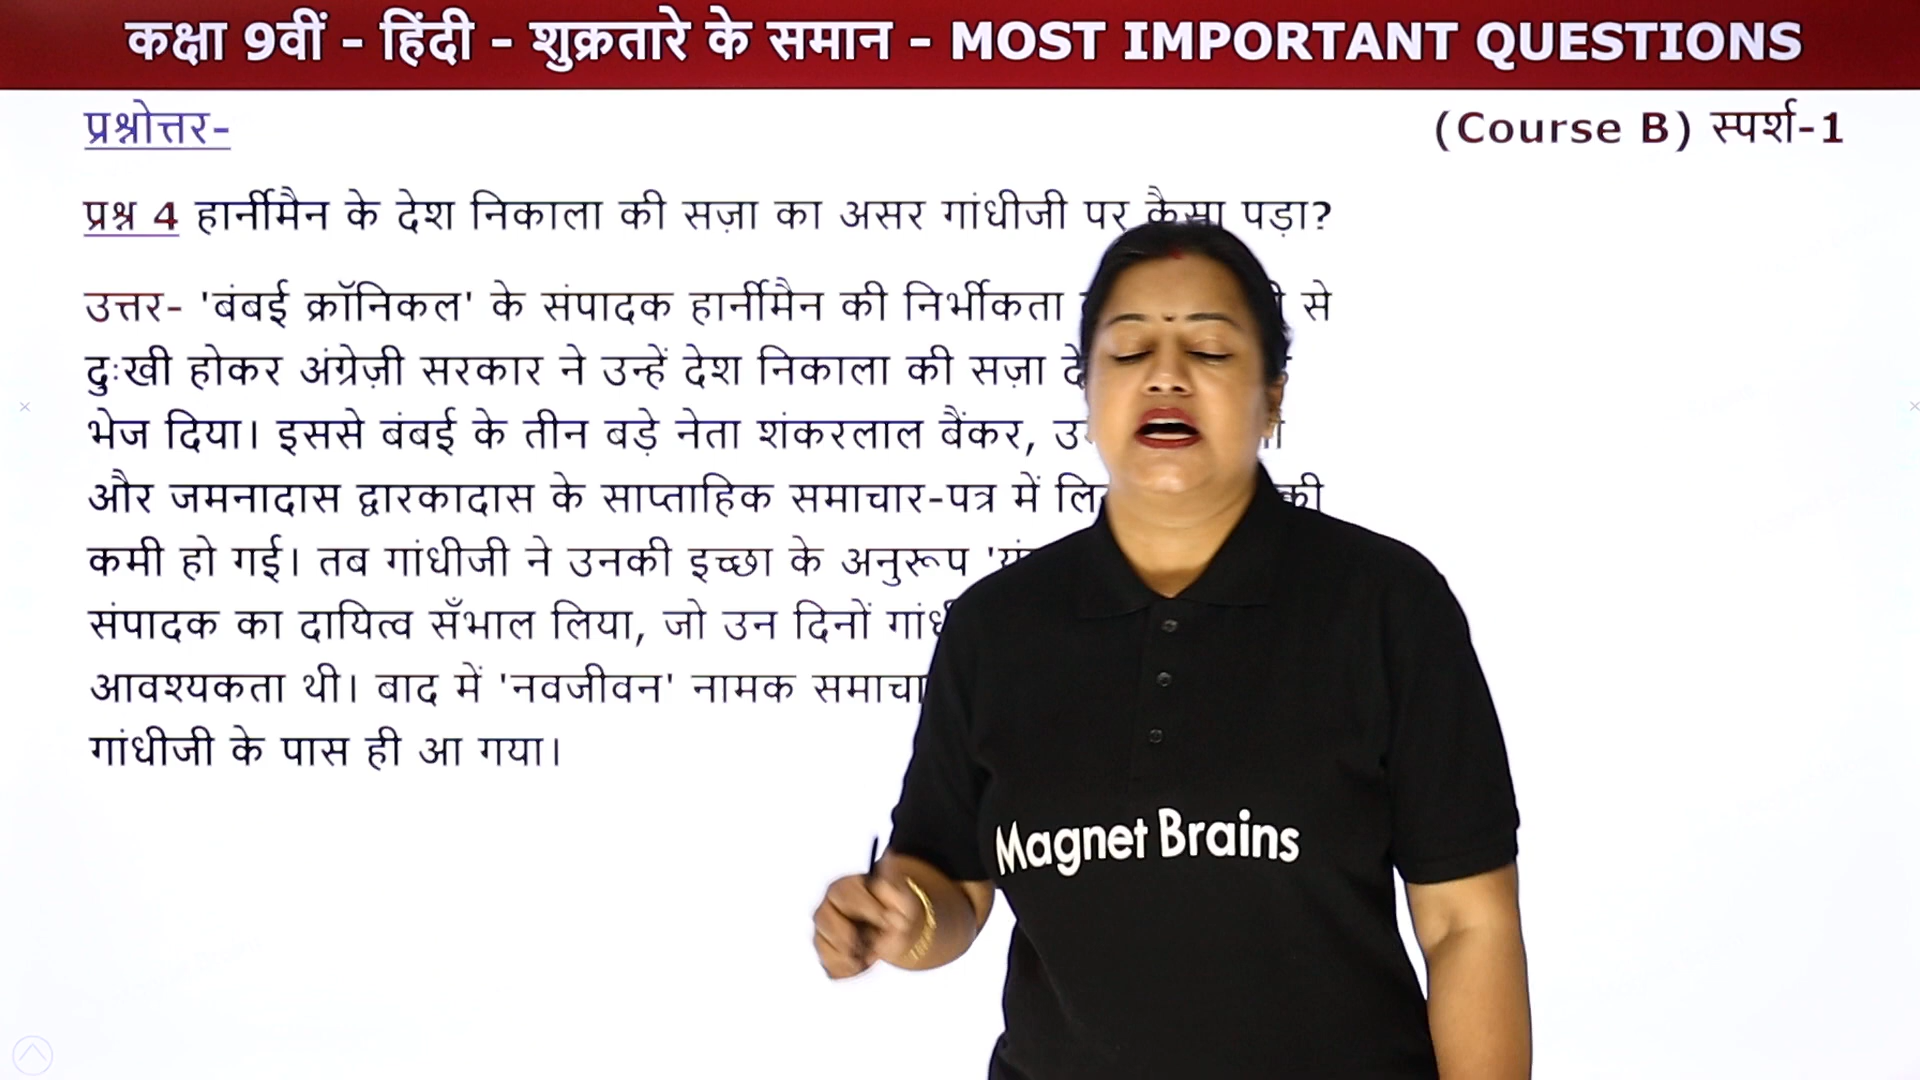 कक्षा 9वीं - हिंदी - शुक्रतारे के समान - MOST IMPORTANT QUESTIONS
प्रश्नोत्तर-
(Course B) स्पर्श-1
प्रश्न 4 हार्नीमैन के देश निकाला की सज़ा का असर गांधीजी पर कैसा पड़ा?
उत्तर- 'बंबई क्रॉनिकल' के संपादक हार्नीमैन की निर्भीकता से
दुःखी होकर अंग्रेज़ी सरकार ने उन्हें देश निकाला की सज़ा
भेज दिया। इससे बंबई के तीन बड़े नेता शंकरलाल बैंकर,
और जमनादास द्वारकादास के साप्ताहिक समाचार-पत्र में की
कमी हो गई। तब गांधीजी ने उनकी इच्छा के अनुरूप
संपादक का दायित्व सँभाल लिया, जो उन दिनों
आवश्यकता थी। बाद में 'नवजीवन' नामक
गांधीजी के पास ही आ गया।
Magnet Brains